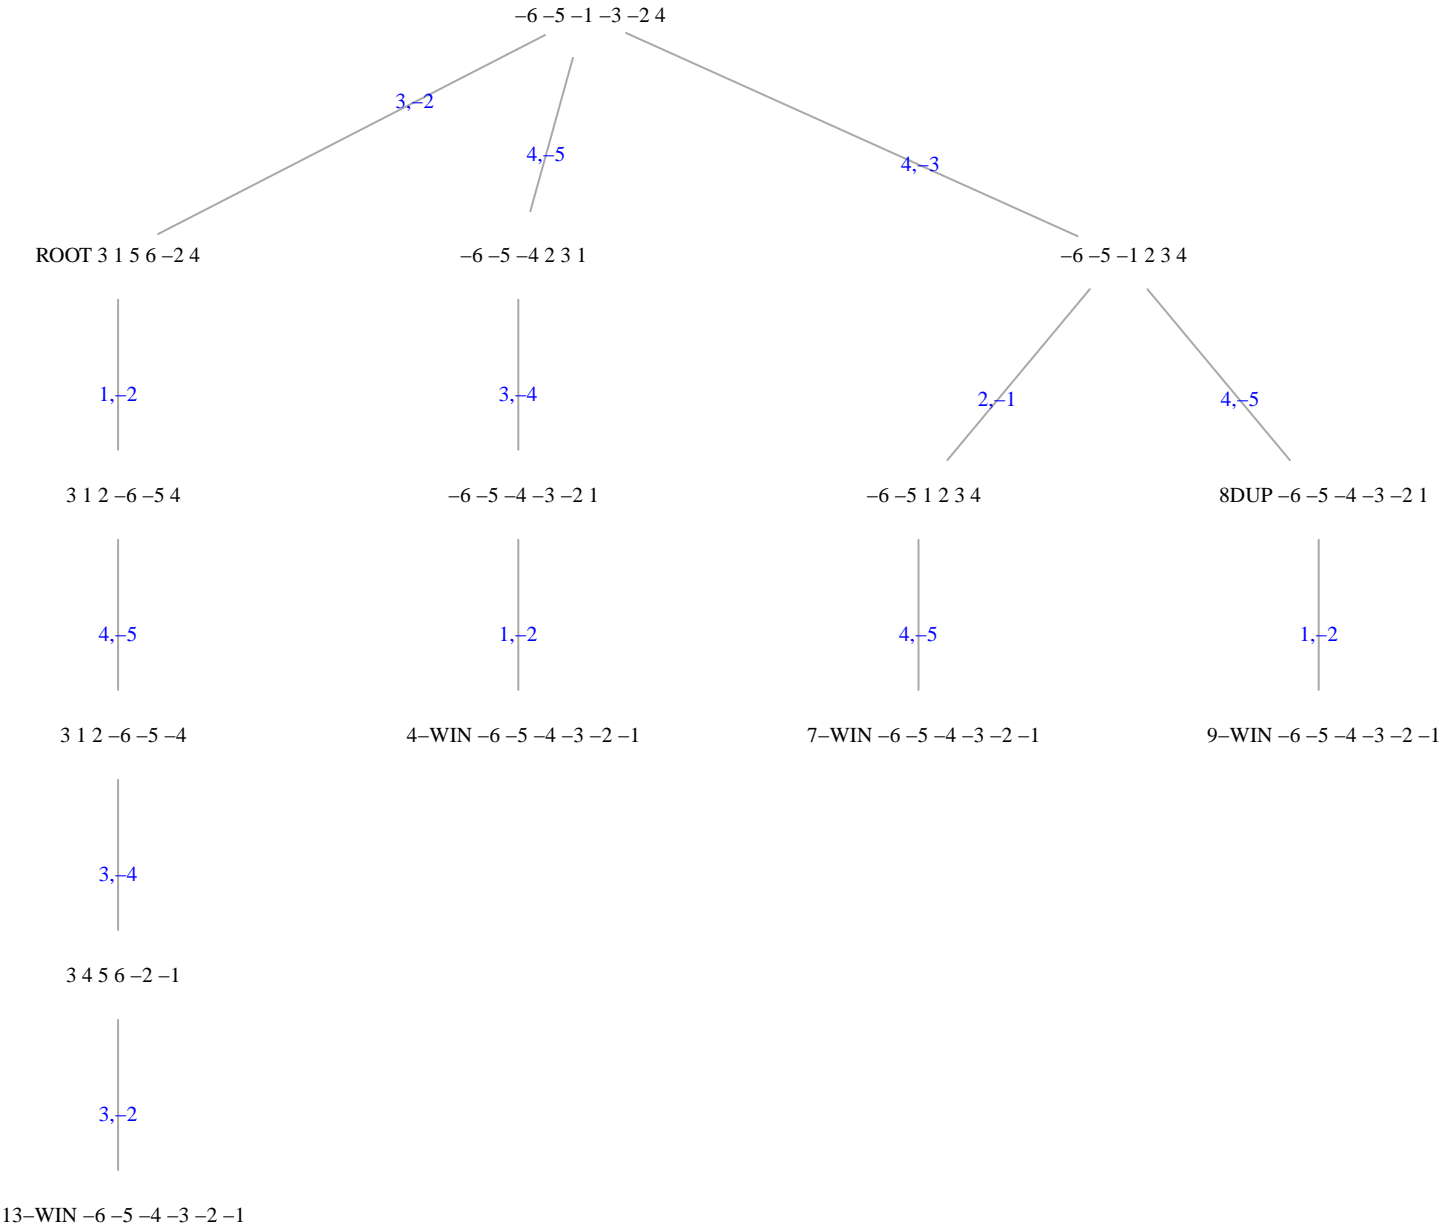 –6 –5 –1 –3 –2 4
3,–2
4,–5
4,–3
ROOT 3 1 5 6 –2 4
–6 –5 –4 2 3 1
–6 –5 –1 2 3 4
1,–2
3,–4
2,–1
4,–5
3 1 2 –6 –5 4
–6 –5 –4 –3 –2 1
–6 –5 1 2 3 4
8DUP –6 –5 –4 –3 –2 1
4,–5
1,–2
4,–5
1,–2
3 1 2 –6 –5 –4
4–WIN –6 –5 –4 –3 –2 –1
7–WIN –6 –5 –4 –3 –2 –1
9–WIN –6 –5 –4 –3 –2 –1
3,–4
3 4 5 6 –2 –1
3,–2
13–WIN –6 –5 –4 –3 –2 –1